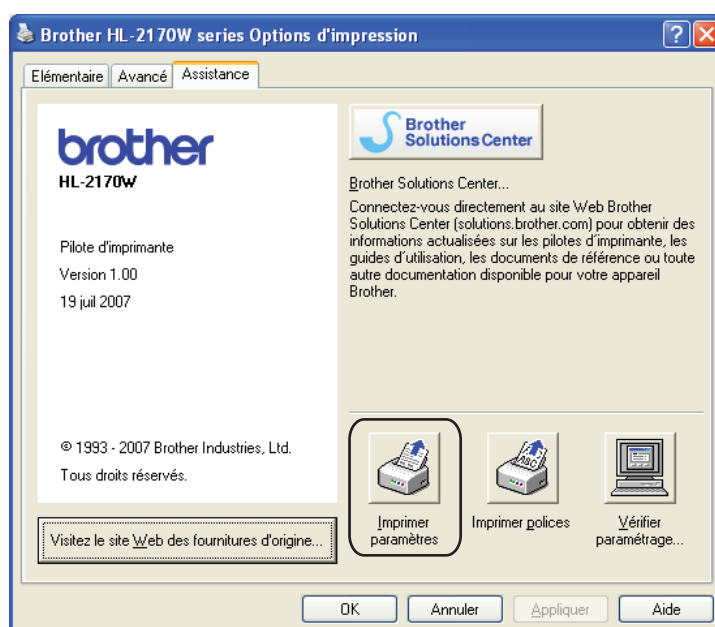 Brother HL-2170W series Options d'impression
Elémentaire
Avancé
Assistance
brother
HL-2170W
Pilote d'imprimante
Version 1.00
19 juil 2007
© 1993 - 2007 Brother Industries, Ltd.
Tous droits réservés.
Visitez le site Web des fournitures d'origine...
Brother
Solutions Center
Brother Solutions Center...
Connectez-vous directement au site Web Brother
Solutions Center (solutions.brother.com) pour obtenir des
informations actualisées sur les pilotes d´imprimante, les
guides d´utilisation, les documents de référence ou toute
autre documentation disponible pour votre appareil
Brother.
Imprimer
paramètres
ABC
Imprimer polices
Vérifier
paramétrage...
OK
Annuler
Appliquer
Aide